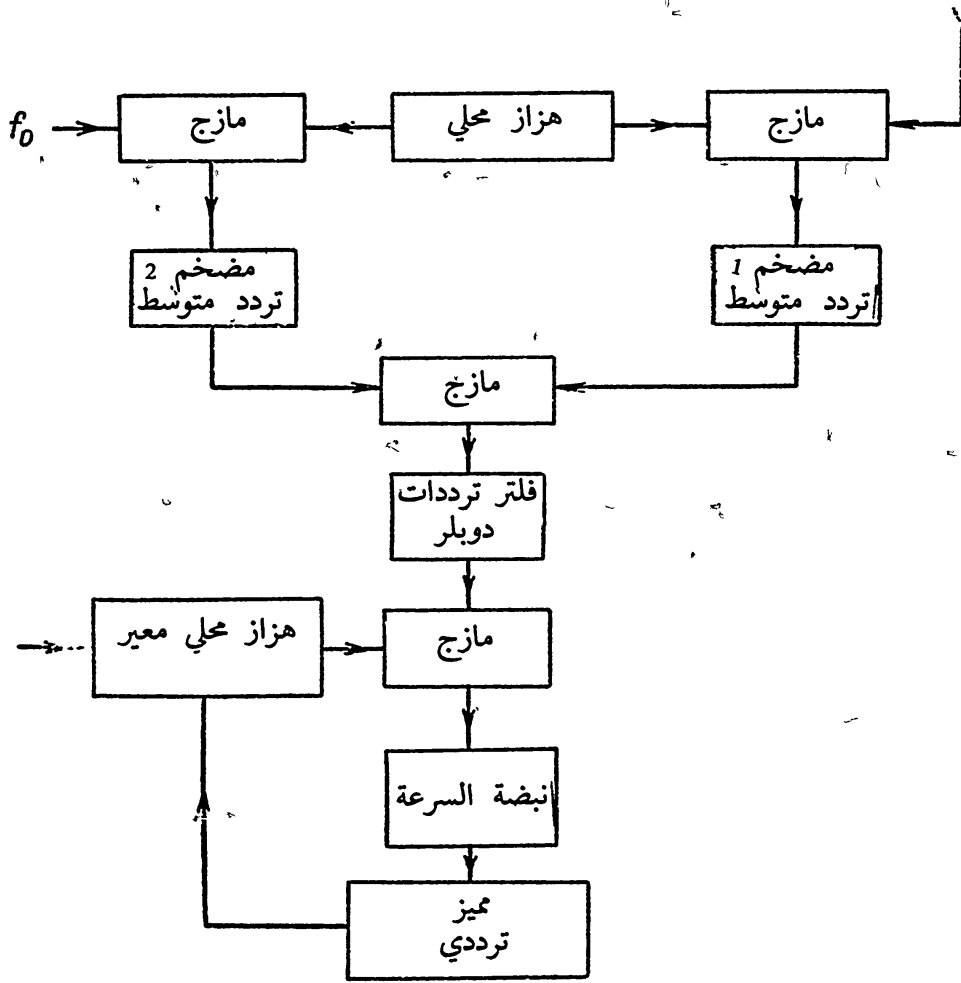 مازج
هزاز محلي
مازج
f₀
مضخم 1
تردد متوسط
مضخم 2
تردد متوسط
مازج
فلتر ترددات
دوبلر
مازج
هزاز محلي معير
نبضة السرعة
مميز
ترددي